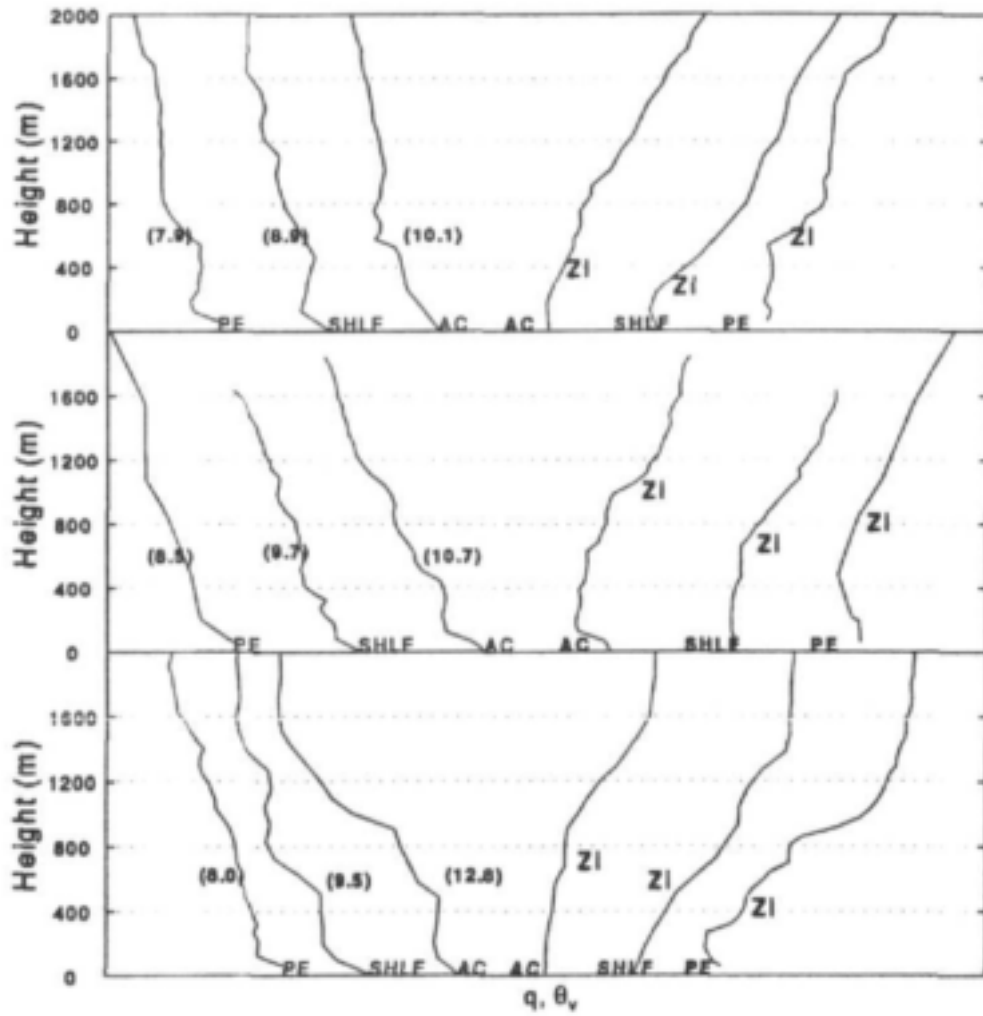 2000
1600
1200
800
400
0
Height (m)
(7.9) (8.9) (10.1) Zi Zi Zi
PE SHLF AC AC SHLF PE
1600
1200
800
400
0
Height (m)
(8.5) (9.7) (10.7) Zi Zi Zi
PE SHLF AC AC SHLF PE
1600
1200
800
400
0
Height (m)
(8.0) (9.5) (12.8) Zi Zi Zi
PE SHLF AC AC SHLF PE
q, θv